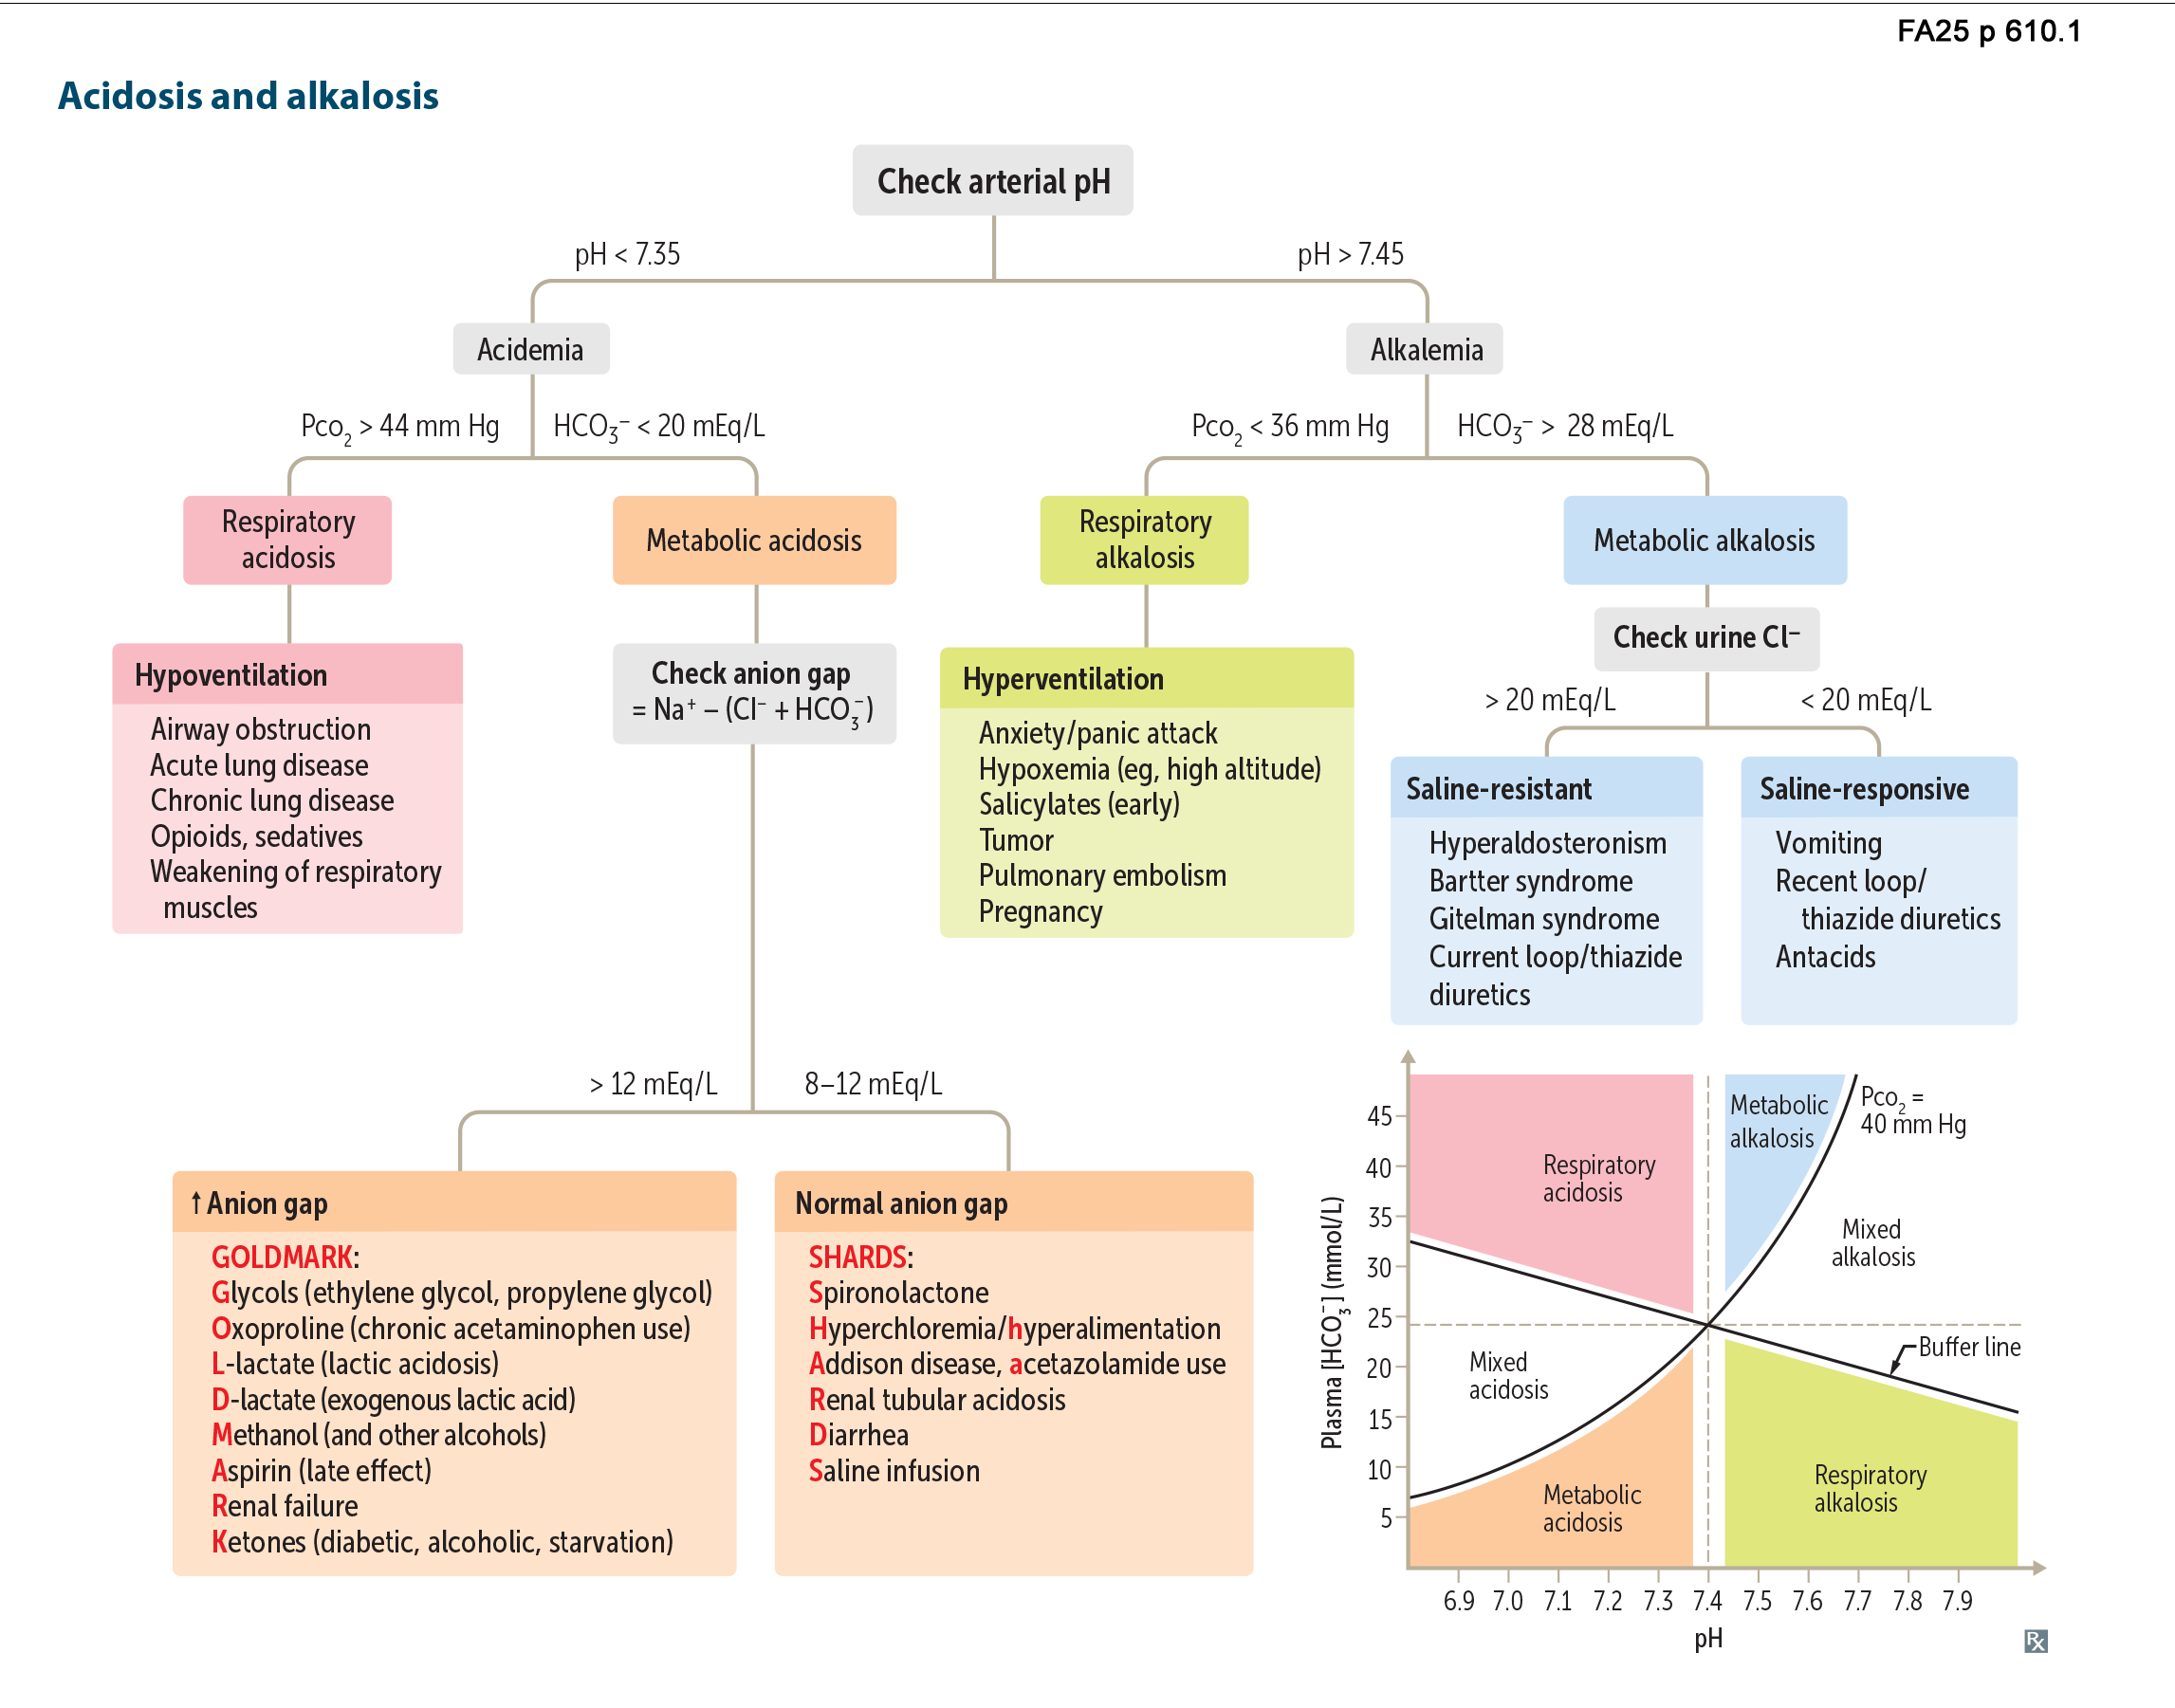 FA25 p 610.1
Acidosis and alkalosis
Check arterial pH
pH < 7.35
pH > 7.45
Acidemia
Alkalemia
Pco₂ > 44 mm Hg
HCO₃⁻ < 20 mEq/L
Pco₂ < 36 mm Hg
HCO₃⁻ > 28 mEq/L
Respiratory
acidosis
Metabolic acidosis
Respiratory
alkalosis
Metabolic alkalosis
Hypoventilation
Airway obstruction
Acute lung disease
Chronic lung disease
Opioids, sedatives
Weakening of respiratory
muscles
Check anion gap
= Na⁺ – (Cl⁻ + HCO₃⁻)
Hyperventilation
Anxiety/panic attack
Hypoxemia (eg, high altitude)
Salicylates (early)
Tumor
Pulmonary embolism
Pregnancy
Check urine Cl⁻
> 20 mEq/L
< 20 mEq/L
Saline-resistant
Hyperaldosteronism
Bartter syndrome
Gitelman syndrome
Current loop/thiazide
diuretics
Saline-responsive
Vomiting
Recent loop/
thiazide diuretics
Antacids
> 12 mEq/L
8–12 mEq/L
↑ Anion gap
GOLDMARK:
Glycols (ethylene glycol, propylene glycol)
Oxoproline (chronic acetaminophen use)
L-lactate (lactic acidosis)
D-lactate (exogenous lactic acid)
Methanol (and other alcohols)
Aspirin (late effect)
Renal failure
Ketones (diabetic, alcoholic, starvation)
Normal anion gap
SHARDS:
Spironolactone
Hyperchloremia/hyperalimentation
Addison disease, acetazolamide use
Renal tubular acidosis
Diarrhea
Saline infusion
Plasma [HCO₃⁻] (mmol/L)
45
40
35
30
25
20
15
10
5
Respiratory
acidosis
Metabolic
alkalosis
Pco₂ =
40 mm Hg
Mixed
alkalosis
Mixed
acidosis
Buffer line
Metabolic
acidosis
Respiratory
alkalosis
6.9 7.0 7.1 7.2 7.3 7.4 7.5 7.6 7.7 7.8 7.9
pH
Rx